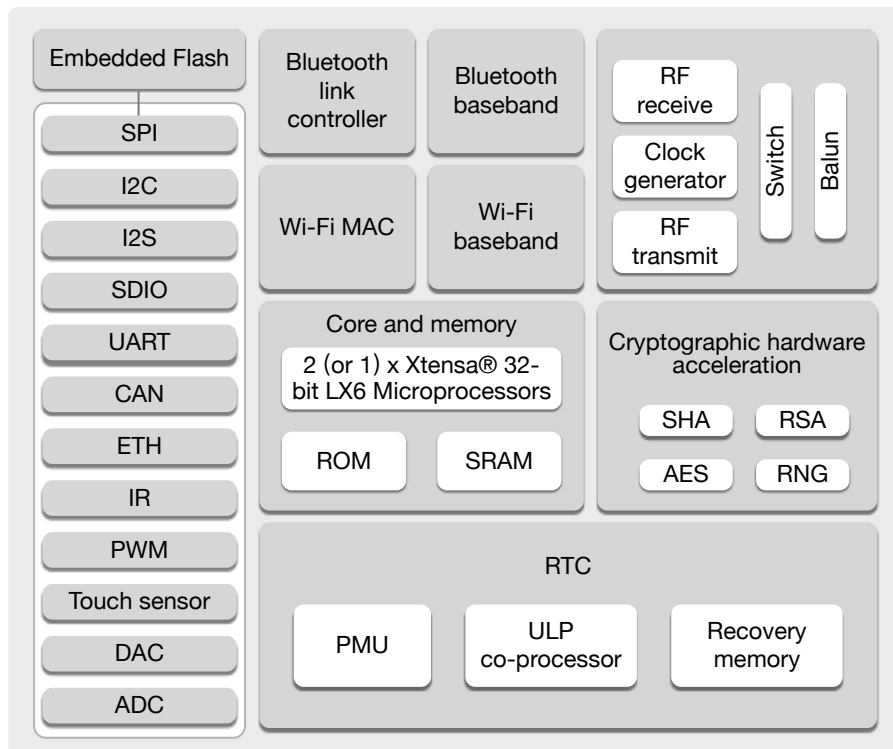 Embedded Flash
SPI
I2C
I2S
SDIO
UART
CAN
ETH
IR
PWM
Touch sensor
DAC
ADC
Bluetooth
link
controller
Bluetooth
baseband
Wi-Fi MAC
Wi-Fi
baseband
RF
receive
Clock
generator
RF
transmit
Switch
Balun
Core and memory
2 (or 1) x Xtensa® 32-
bit LX6 Microprocessors
ROM
SRAM
Cryptographic hardware
acceleration
SHA
RSA
AES
RNG
RTC
PMU
ULP
co-processor
Recovery
memory